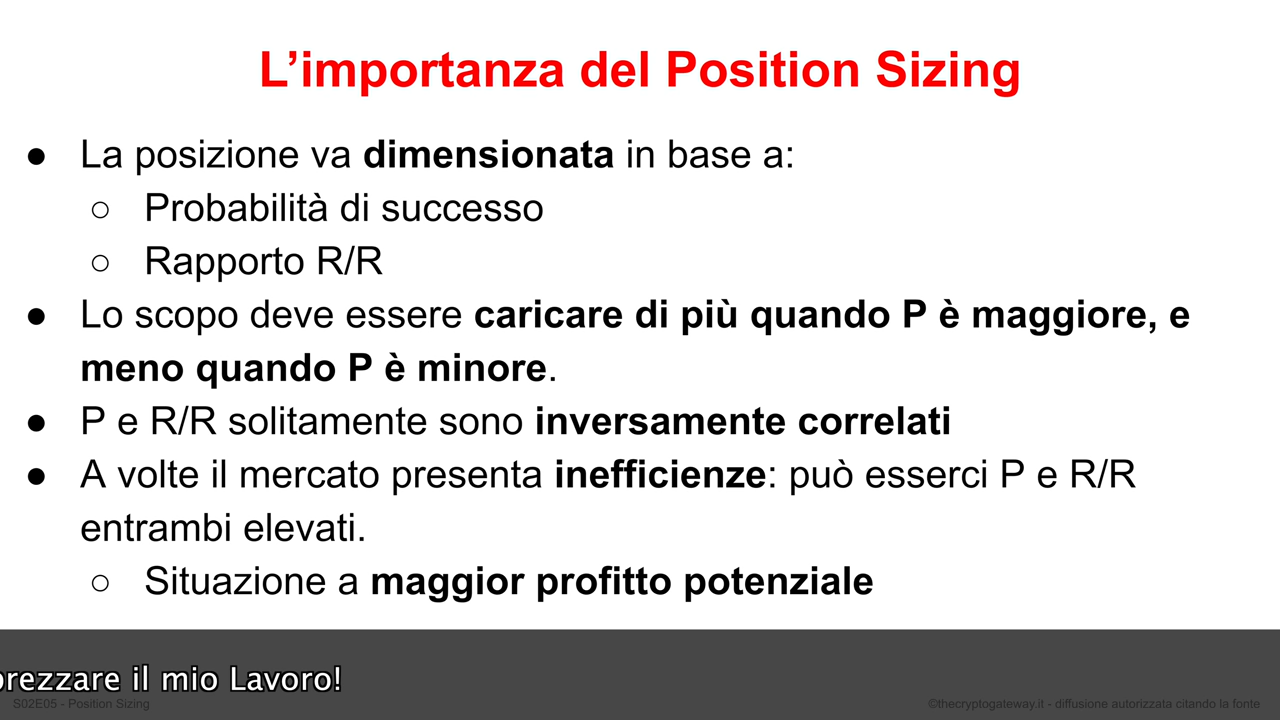 L’importanza del Position Sizing
● La posizione va dimensionata in base a:
○ Probabilità di successo
○ Rapporto R/R
● Lo scopo deve essere caricare di più quando P è maggiore, e
meno quando P è minore.
● P e R/R solitamente sono inversamente correlati
● A volte il mercato presenta inefficienze: può esserci P e R/R
entrambi elevati.
○ Situazione a maggior profitto potenziale
il mio Lavoro!
S02E05 - Position Sizing
©thecryptogateway.it - diffusione autorizzata citando la fonte